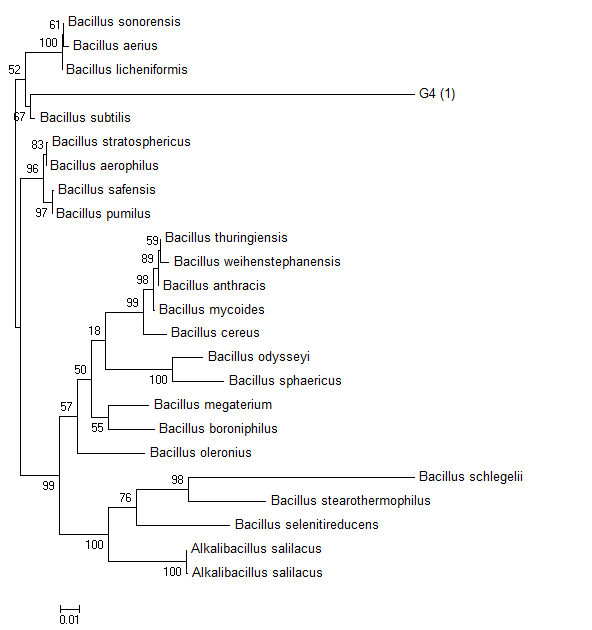 61
Bacillus sonorensis
100
Bacillus aerius
52
Bacillus licheniformis
G4 (1)
67
Bacillus subtilis
83
Bacillus stratosphericus
96
Bacillus aerophilus
Bacillus safensis
97
Bacillus pumilus
59
Bacillus thuringiensis
89
Bacillus weihenstephanensis
98
Bacillus anthracis
99
Bacillus mycoides
18
Bacillus cereus
Bacillus odysseyi
50
100
Bacillus sphaericus
57
Bacillus megaterium
55
Bacillus boroniphilus
Bacillus oleronius
99
98
Bacillus schlegelii
76
Bacillus stearothermophilus
Bacillus selenitireducens
100
Alkalibacillus salilacus
100
Alkalibacillus salilacus
0.01